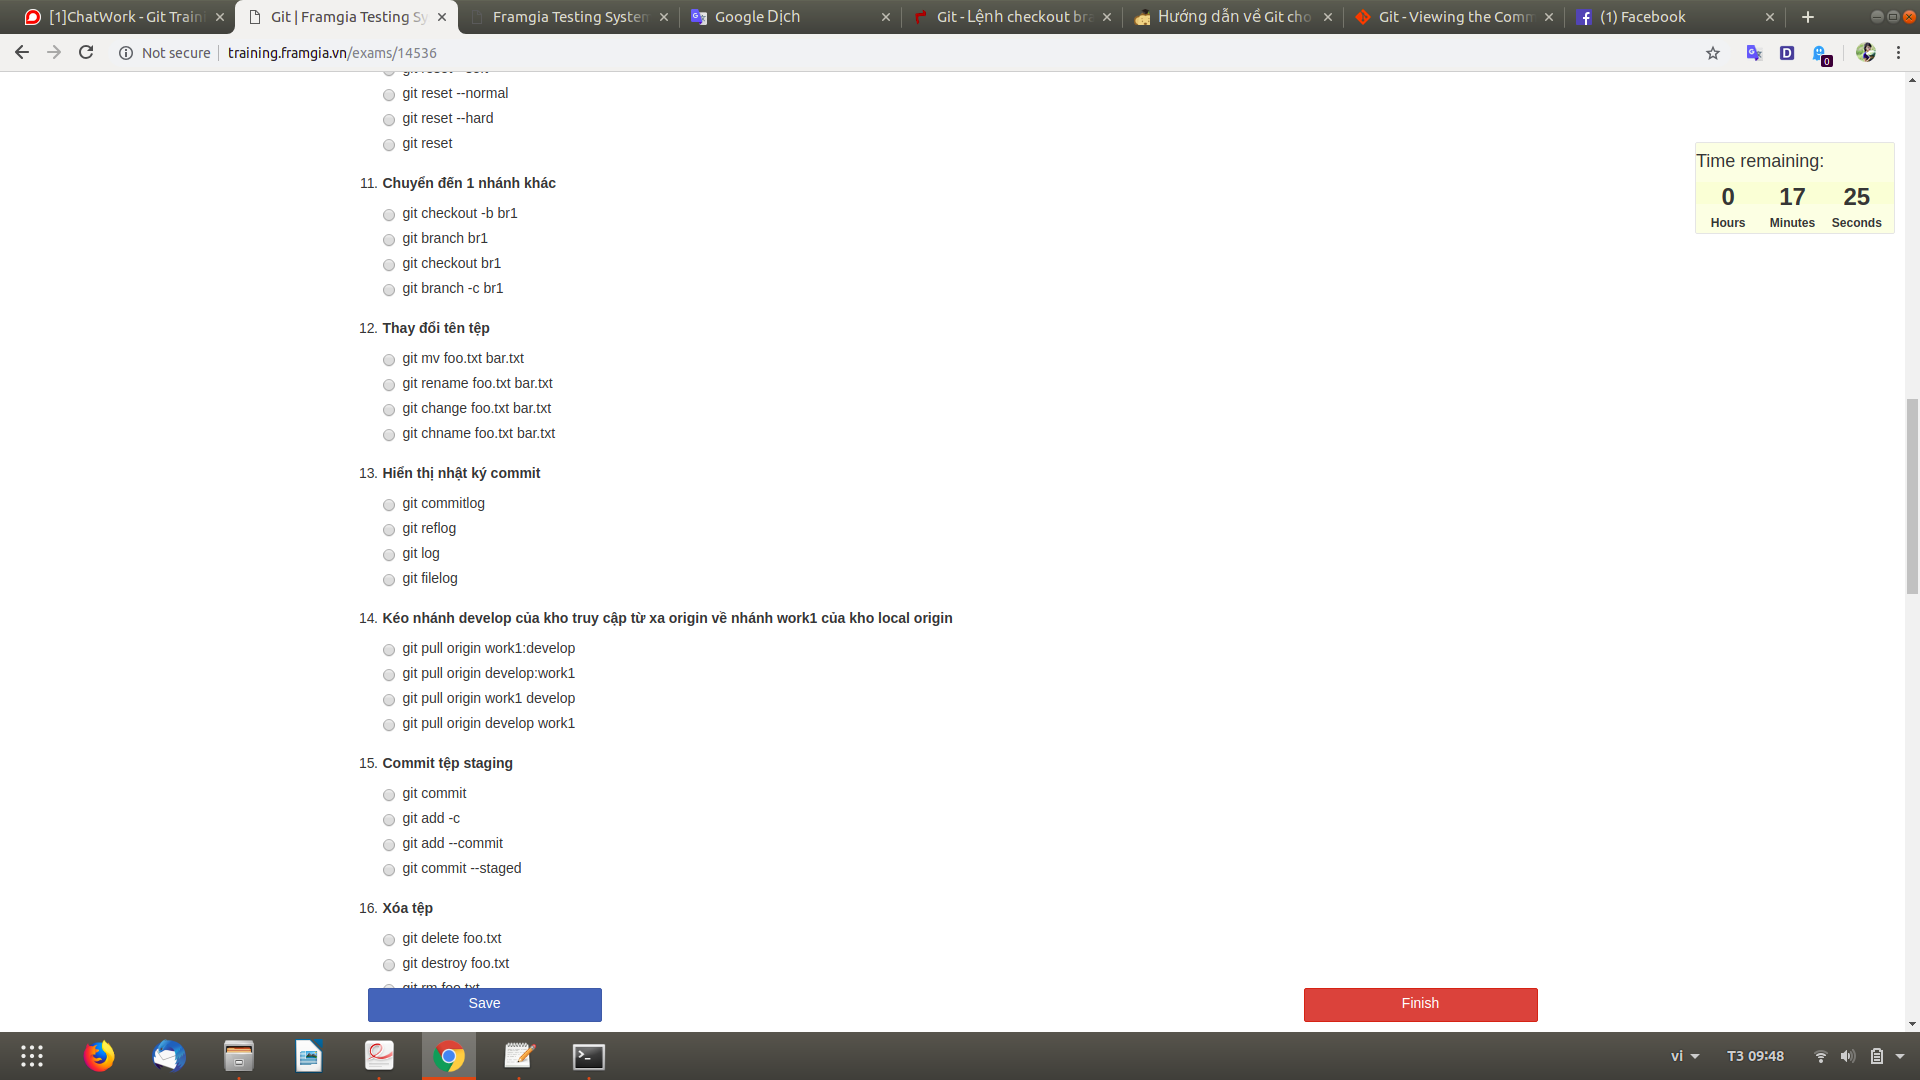 [1]ChatWork - Git Traini
Git | Framgia Testing Sy
Framgia Testing System
Google Dịch
Git - Lệnh checkout bra
Hướng dẫn về Git cho
Git - Viewing the Comm
(1) Facebook
Not secure
training.framgia.vn/exams/14536
0
git reset --normal
git reset --hard
git reset
Time remaining:
0 17 25
Hours Minutes Seconds
11. Chuyển đến 1 nhánh khác
git checkout -b br1
git branch br1
git checkout br1
git branch -c br1
12. Thay đổi tên tệp
git mv foo.txt bar.txt
git rename foo.txt bar.txt
git change foo.txt bar.txt
git chname foo.txt bar.txt
13. Hiển thị nhật ký commit
git commitlog
git reflog
git log
git filelog
14. Kéo nhánh develop của kho truy cập từ xa origin về nhánh work1 của kho local origin
git pull origin work1:develop
git pull origin develop:work1
git pull origin work1 develop
git pull origin develop work1
15. Commit tệp staging
git commit
git add -c
git add --commit
git commit --staged
16. Xóa tệp
git delete foo.txt
git destroy foo.txt
git rm foo.txt
Save
Finish
vi
T3 09:48